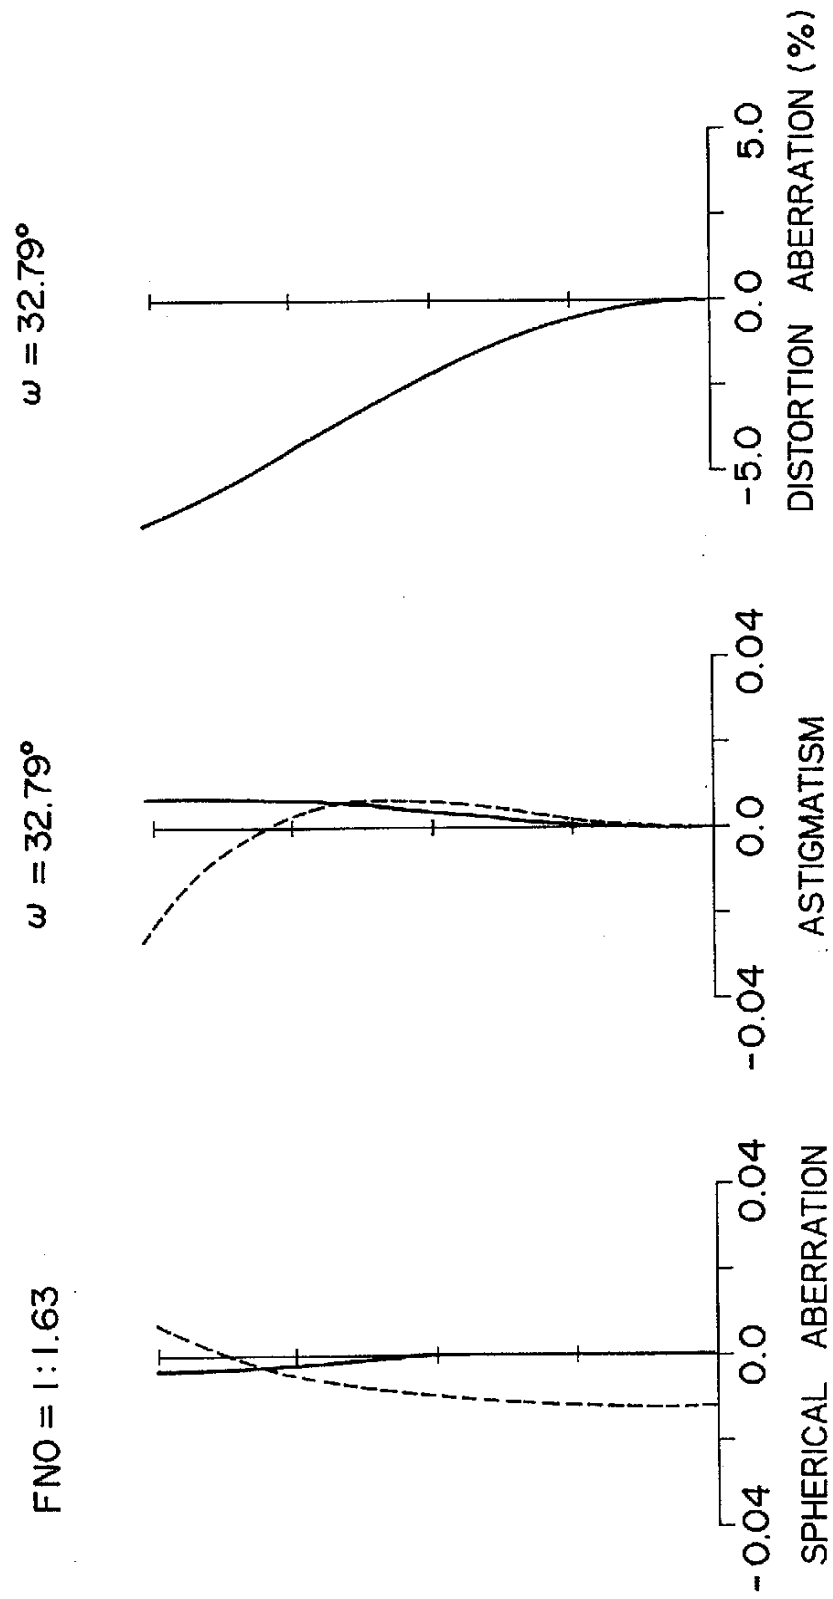 FNO = 1 : 1.63
-0.04 0.0 0.04
SPHERICAL ABERRATION
ω = 32.79°
-0.04 0.0 0.04
ASTIGMATISM
ω = 32.79°
-5.0 0.0 5.0
DISTORTION ABERRATION (%)